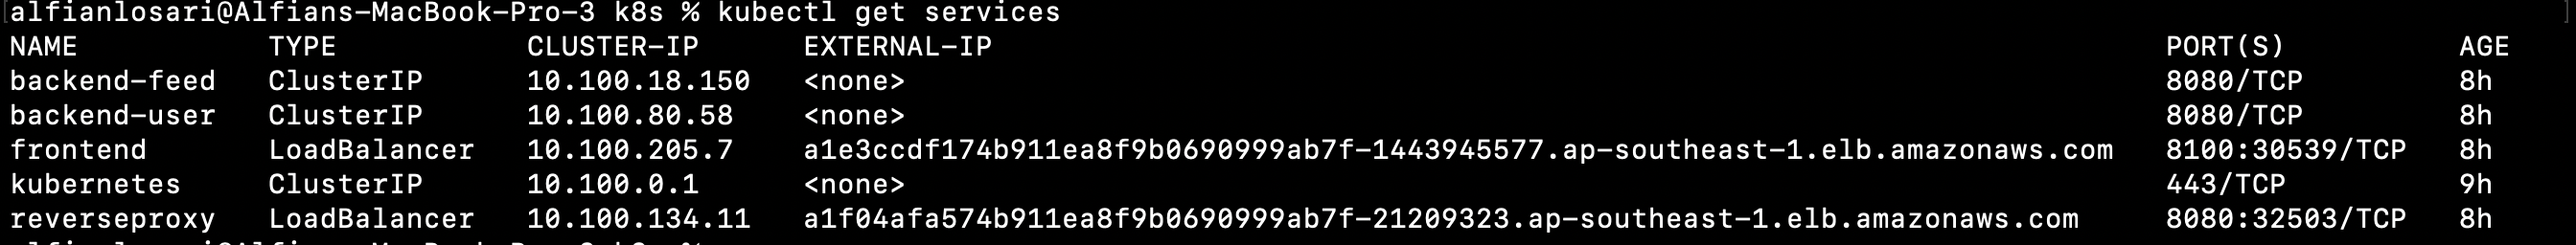 [alfianlosari@Alfians-MacBook-Pro-3 k8s % kubectl get services ]
NAME TYPE CLUSTER-IP EXTERNAL-IP PORT(S) AGE
backend-feed ClusterIP 10.100.18.150 <none> 8080/TCP 8h
backend-user ClusterIP 10.100.80.58 <none> 8080/TCP 8h
frontend LoadBalancer 10.100.205.7 a1e3ccdf174b911ea8f9b0690999ab7f-1443945577.ap-southeast-1.elb.amazonaws.com 8100:30539/TCP 8h
kubernetes ClusterIP 10.100.0.1 <none> 443/TCP 9h
reverseproxy LoadBalancer 10.100.134.11 a1f04afa574b911ea8f9b0690999ab7f-21209323.ap-southeast-1.elb.amazonaws.com 8080:32503/TCP 8h